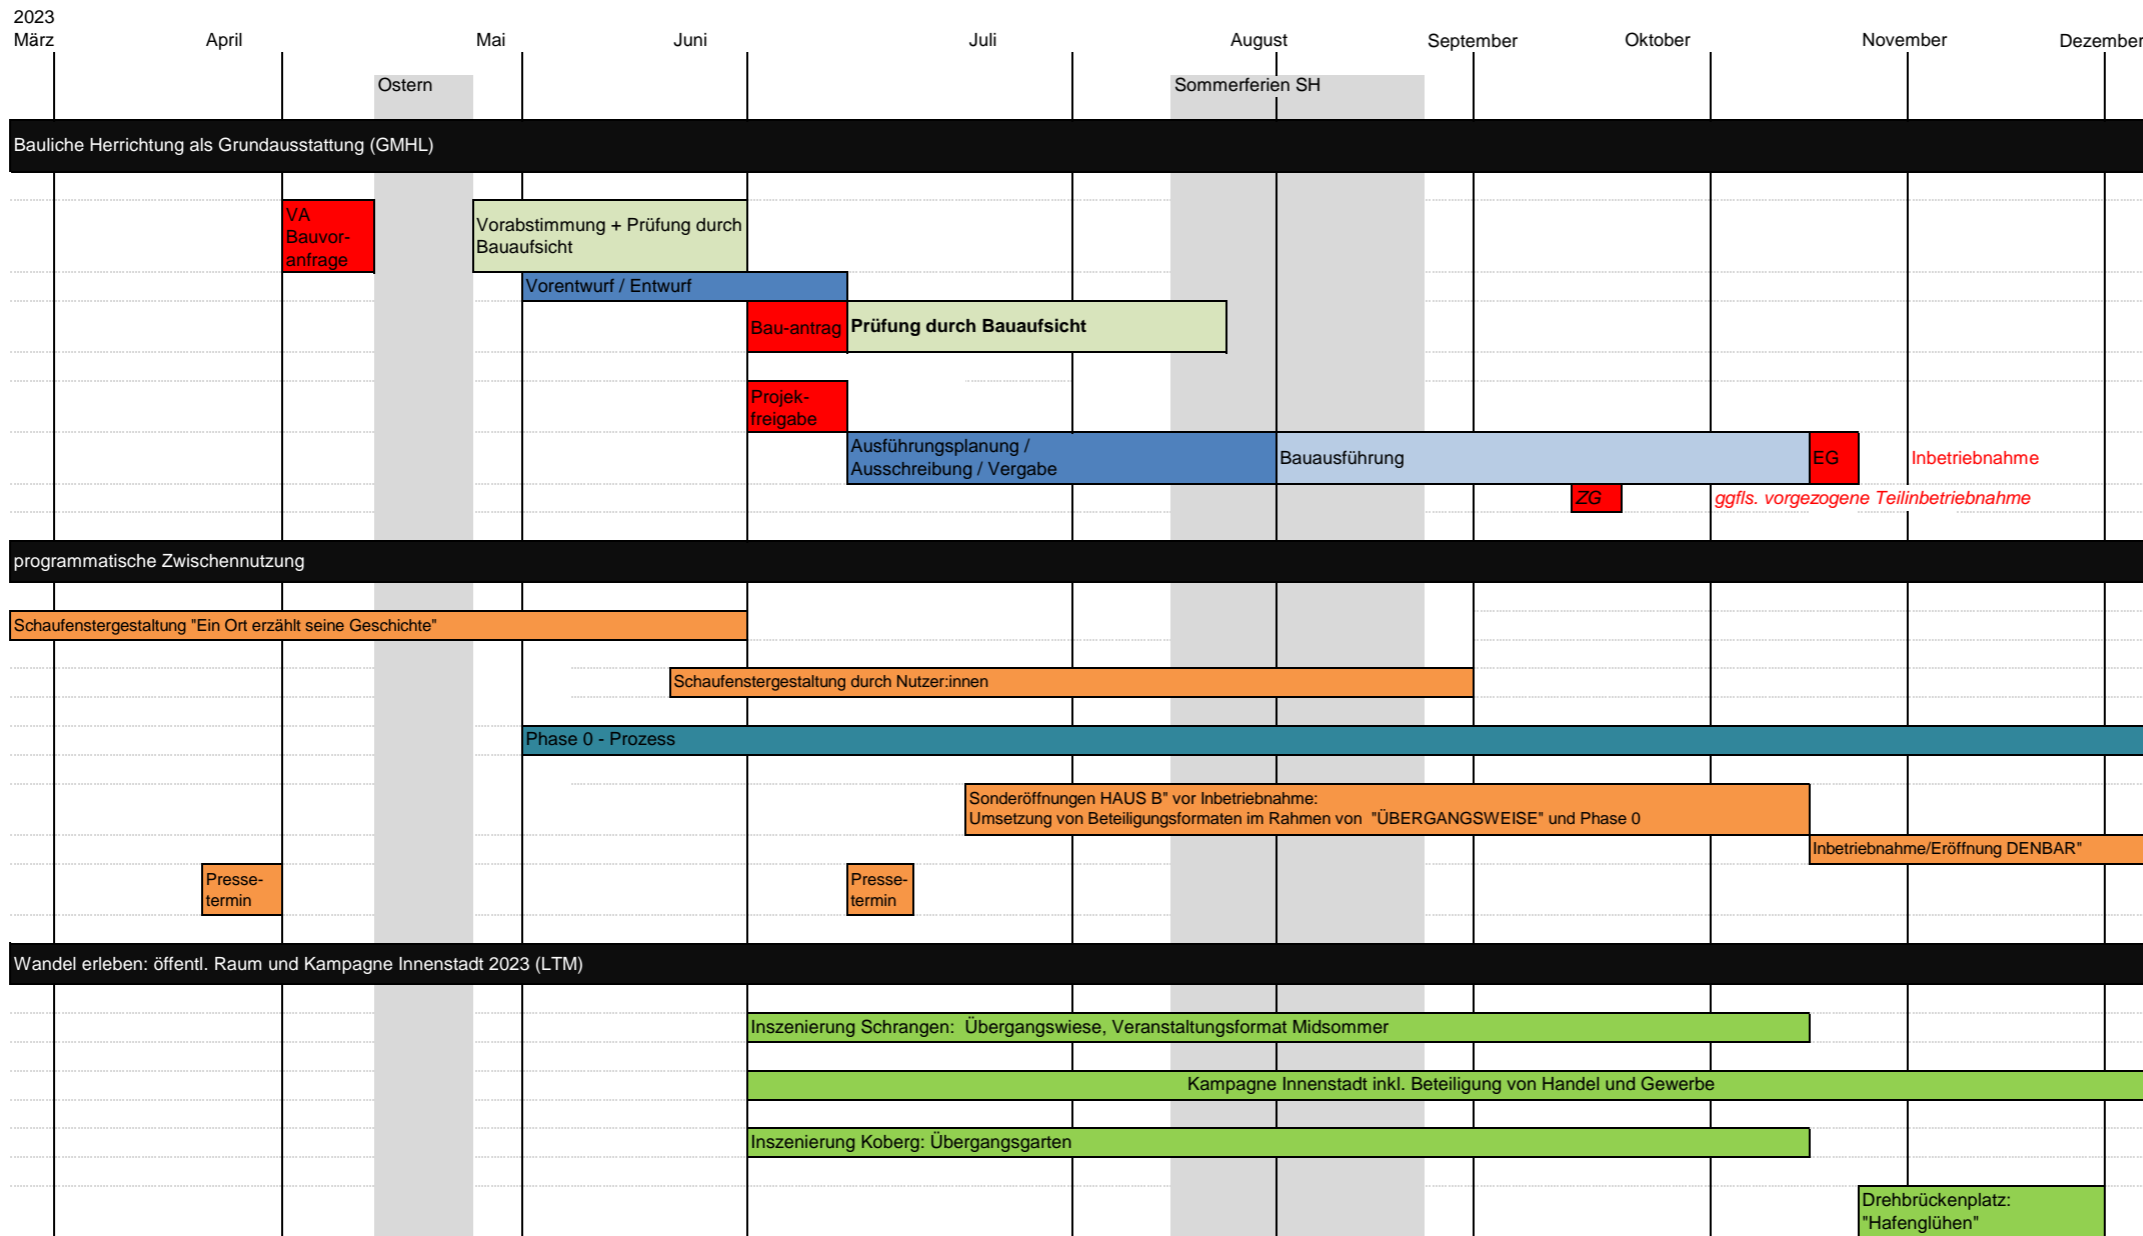 2023
März April Mai Juni Juli August September Oktober November Dezember
Ostern Sommerferien SH
Bauliche Herrichtung als Grundausstattung (GMHL)
VA
Bauvor-
anfrage
Vorabstimmung + Prüfung durch
Bauaufsicht
Vorentwurf / Entwurf
Bau-antrag Prüfung durch Bauaufsicht
Projek-
freigabe
Ausführungsplanung /
Ausschreibung / Vergabe
Bauausführung EG Inbetriebnahme
ZG ggfls. vorgezogene Teilinbetriebnahme
programmatische Zwischennutzung
Schaufenstergestaltung "Ein Ort erzählt seine Geschichte"
Schaufenstergestaltung durch Nutzer:innen
Phase 0 - Prozess
Sonderöffnungen HAUS B" vor Inbetriebnahme:
Umsetzung von Beteiligungsformaten im Rahmen von "ÜBERGANGSWEISE" und Phase 0
Inbetriebnahme/Eröffnung DENBAR"
Presse-
termin
Presse-
termin
Wandel erleben: öffentl. Raum und Kampagne Innenstadt 2023 (LTM)
Inszenierung Schrangen: Übergangswiese, Veranstaltungsformat Midsommer
Kampagne Innenstadt inkl. Beteiligung von Handel und Gewerbe
Inszenierung Koberg: Übergangsgarten
Drehbrückenplatz:
"Hafenglühen"